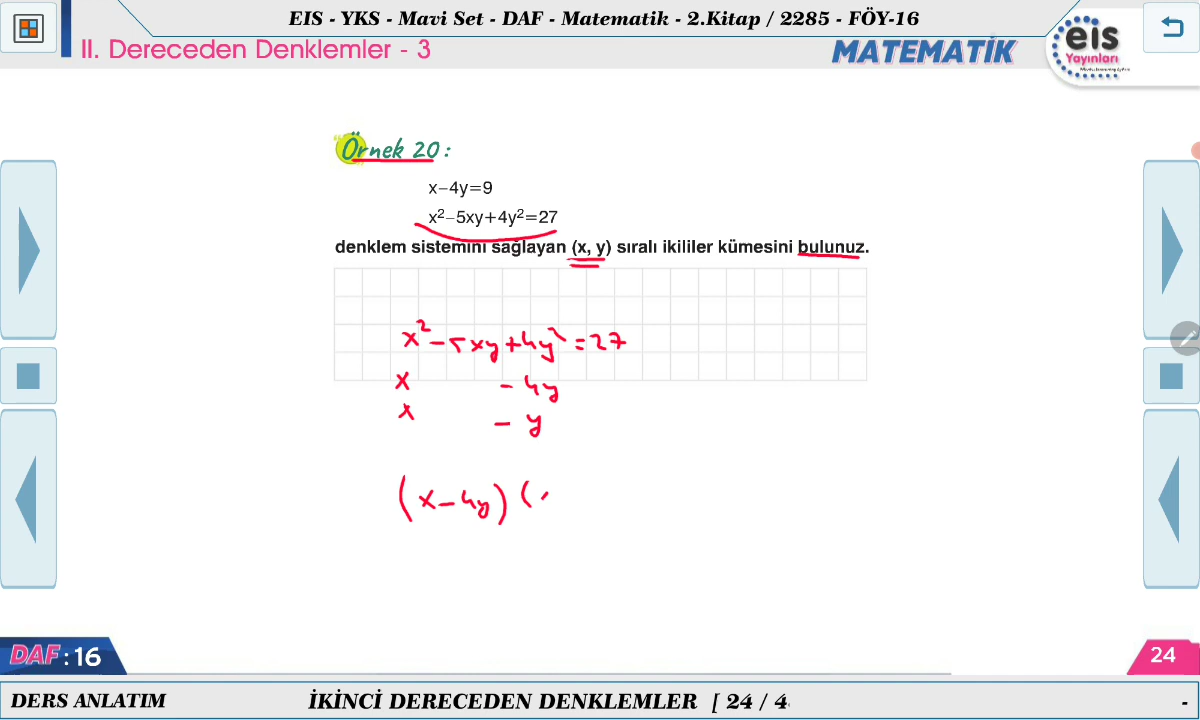 EIS - YKS - Mavi Set - DAF - Matematik - 2.Kitap / 2285 - FÖY-16
II. Dereceden Denklemler - 3
MATEMATİK
eis
Yayınları
Örnek 20 :
x−4y=9
x²−5xy+4y²=27
denklem sistemini sağlayan (x, y) sıralı ikililer kümesini bulunuz.
x² - 5xy + 4y² = 27
x - 4y
x - y
(x - 4y) (
DAF : 16
24
DERS ANLATIM
İKİNCİ DERECEDEN DENKLEMLER [ 24 / 4
-